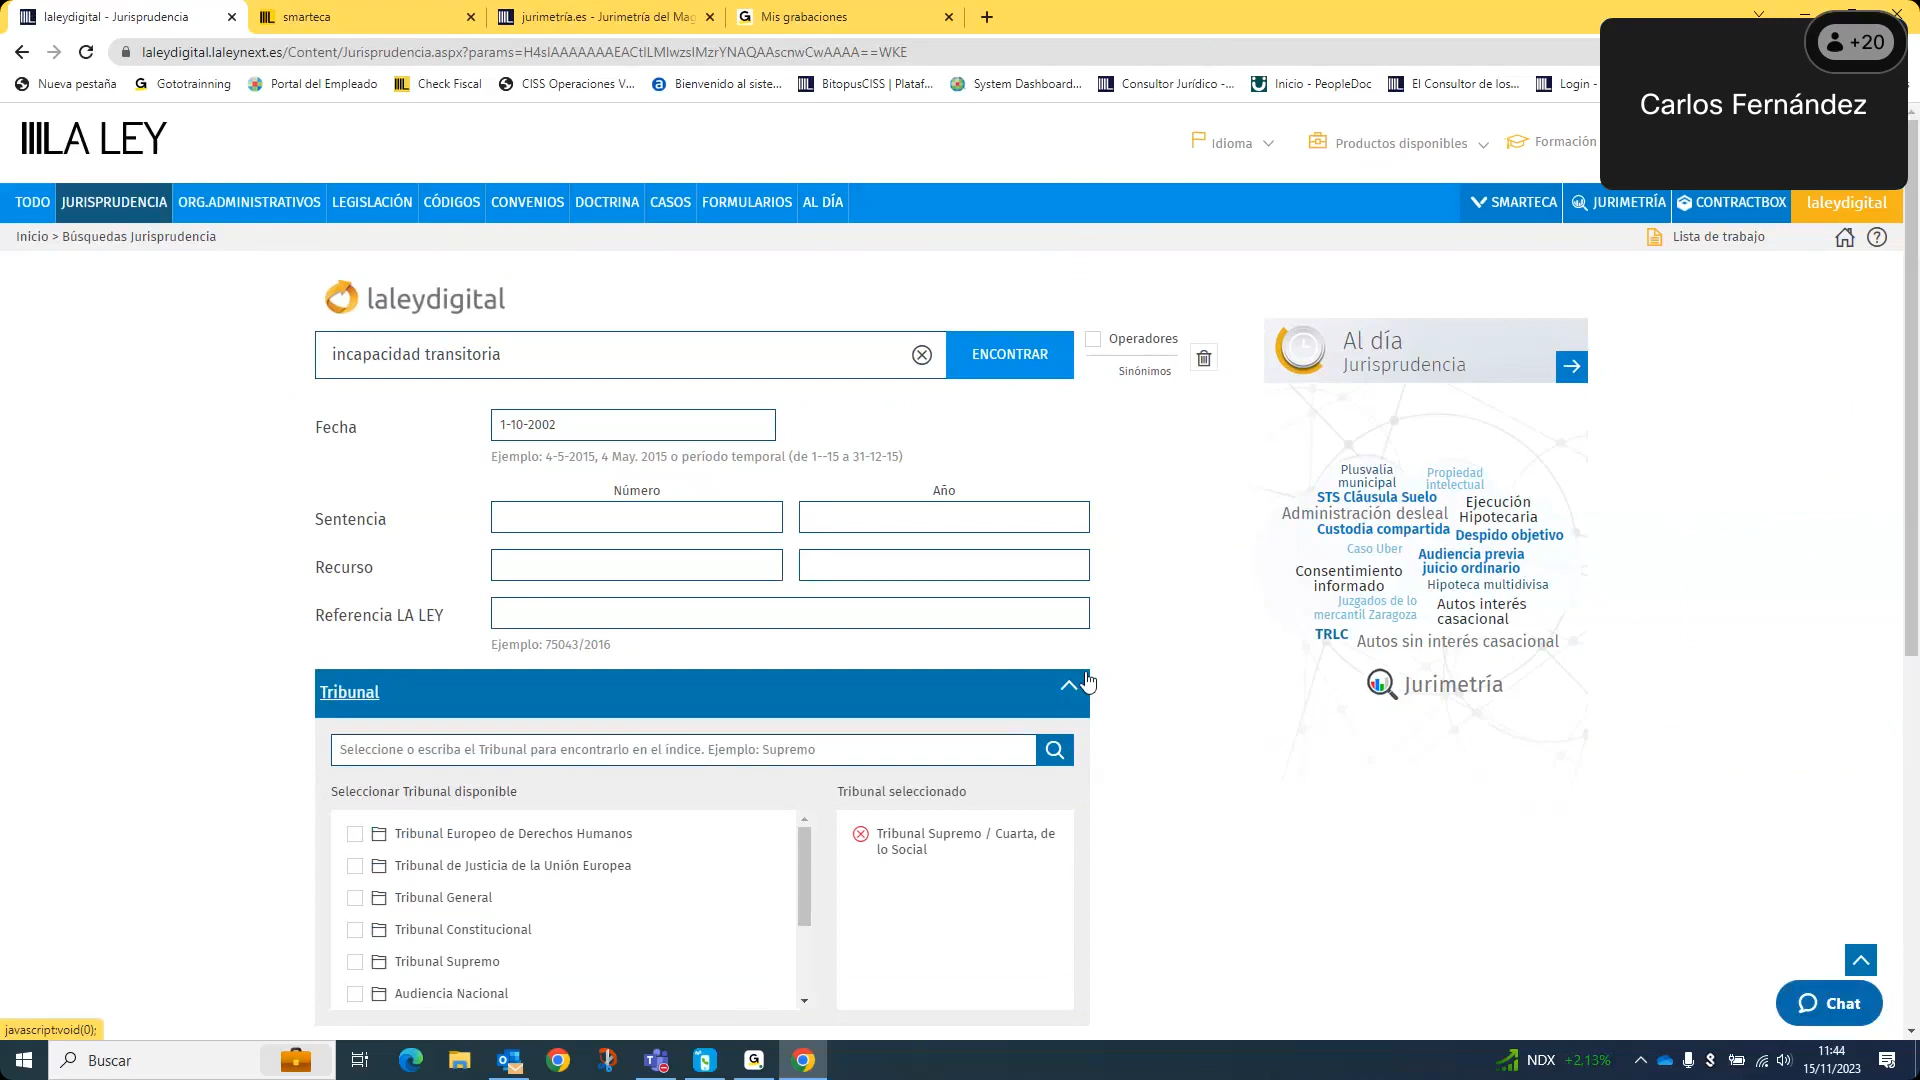 laleydigital - Jurisprudencia
smarteca
jurimetría.es - Jurimetría del Mag
Mis grabaciones
laleydigital.laleynext.es/Content/Jurisprudencia.aspx?params=H4sIAAAAAAAEACtILMIwzsIMzrYNAQAAscnwCwAAAA==WKE
Nueva pestaña
Gototrainning
Portal del Empleado
Check Fiscal
CISS Operaciones V...
Bienvenido al siste...
BitopusCISS | Plataf...
System Dashboard...
Consultor Jurídico -...
Inicio - PeopleDoc
El Consultor de los...
Login -
+20
Carlos Fernández
LA LEY
Idioma
Productos disponibles
Formación
TODO
JURISPRUDENCIA
ORG.ADMINISTRATIVOS
LEGISLACIÓN
CÓDIGOS
CONVENIOS
DOCTRINA
CASOS
FORMULARIOS
AL DÍA
SMARTECA
JURIMETRÍA
CONTRACTBOX
laleydigital
Inicio > Búsquedas Jurisprudencia
Lista de trabajo
laleydigital
incapacidad transitoria
ENCONTRAR
Operadores
Sinónimos
Fecha
1-10-2002
Ejemplo: 4-5-2015, 4 May. 2015 o período temporal (de 1--15 a 31-12-15)
Número
Año
Sentencia
Recurso
Referencia LA LEY
Ejemplo: 75043/2016
Tribunal
Seleccione o escriba el Tribunal para encontrarlo en el índice. Ejemplo: Supremo
Seleccionar Tribunal disponible
Tribunal Europeo de Derechos Humanos
Tribunal de Justicia de la Unión Europea
Tribunal General
Tribunal Constitucional
Tribunal Supremo
Audiencia Nacional
Tribunal seleccionado
Tribunal Supremo / Cuarta, de
lo Social
Al día
Jurisprudencia
Plusvalía
municipal
Propiedad
intelectual
STS Cláusula Suelo
Ejecución
Hipotecaria
Administración desleal
Custodia compartida
Despido objetivo
Caso Uber
Audiencia previa
juicio ordinario
Consentimiento
informado
Hipoteca multidivisa
Juzgados de lo
mercantil Zaragoza
Autos interés
casacional
TRLC
Autos sin interés casacional
Jurimetría
Chat
javascript:void(0);
Buscar
NDX +2,13%
11:44
15/11/2023